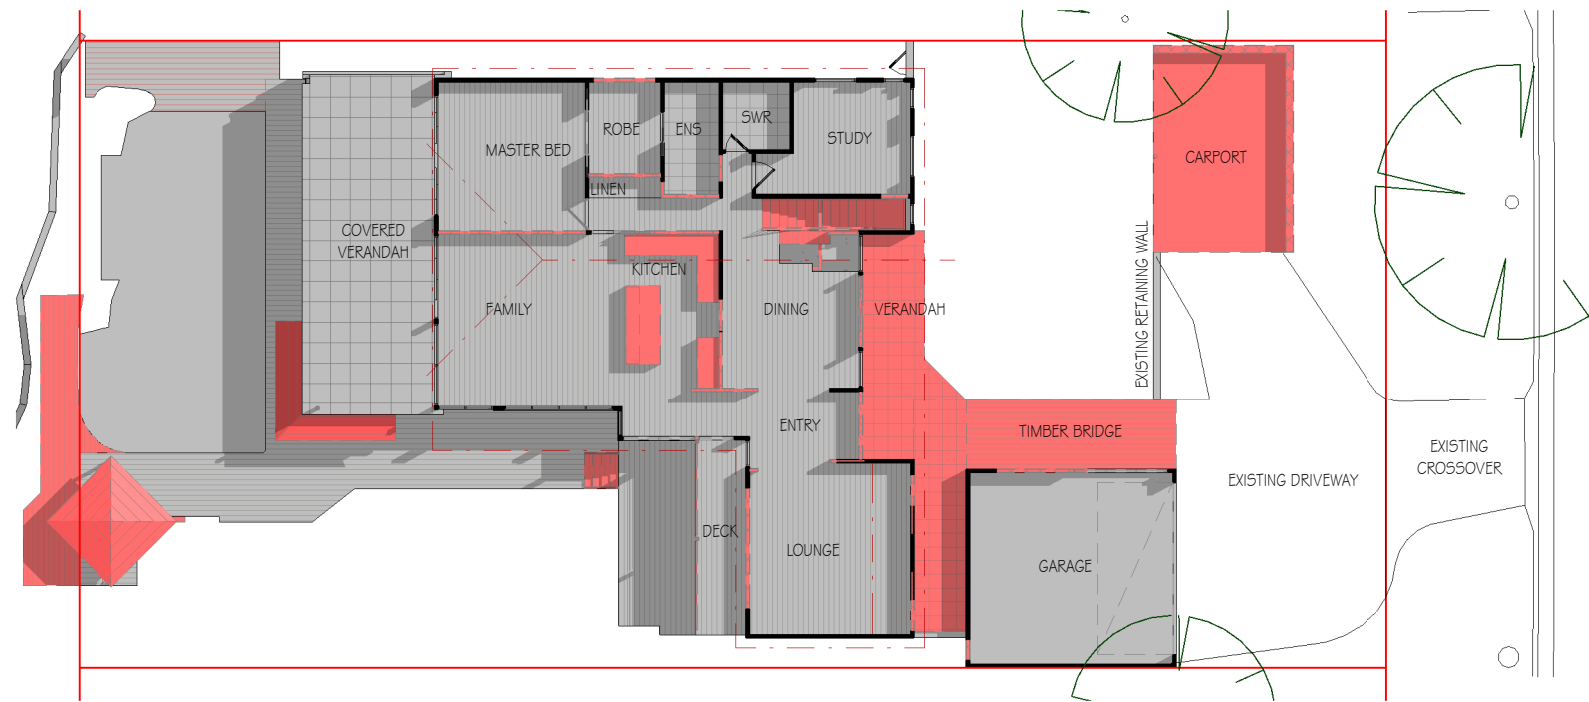 ROBE
ENS
SWR
STUDY
MASTER BED
CARPORT
LINEN
COVERED
VERANDAH
KITCHEN
FAMILY
DINING
VERANDAH
EXISTING RETAINING WALL
ENTRY
TIMBER BRIDGE
EXISTING
CROSSOVER
EXISTING DRIVEWAY
DECK
LOUNGE
GARAGE